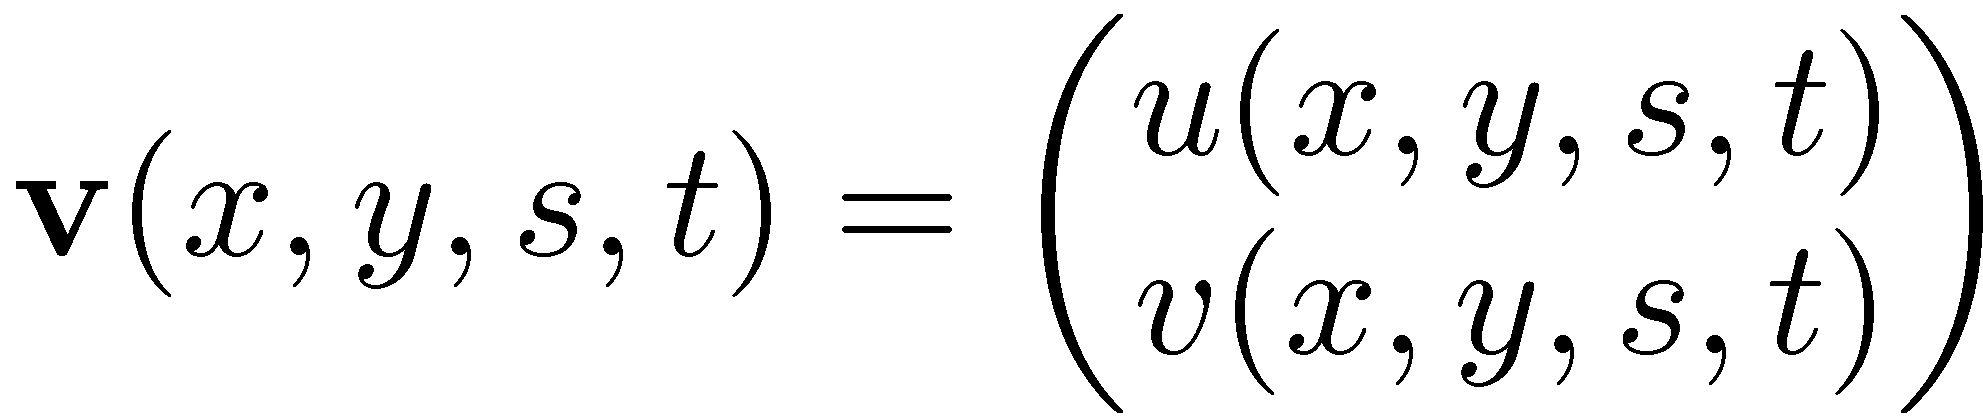 𝐯(x, y, s, t) = ( u(x, y, s, t)
v(x, y, s, t) )